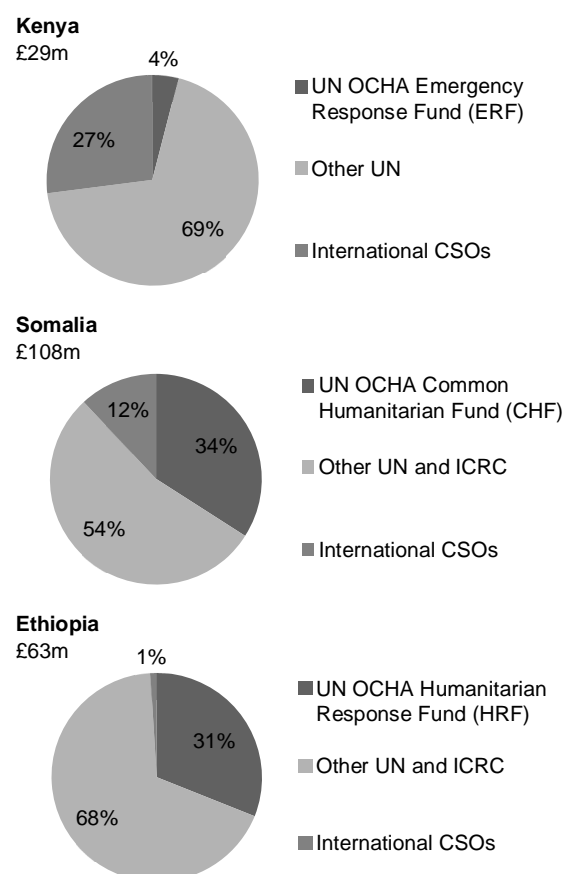 Kenya
£29m
4%
UN OCHA Emergency
Response Fund (ERF)
27%
Other UN
69%
International CSOs
Somalia
£108m
UN OCHA Common
Humanitarian Fund (CHF)
12%
34%
Other UN and ICRC
54%
International CSOs
Ethiopia
£63m
1%
UN OCHA Humanitarian
Response Fund (HRF)
31%
Other UN and ICRC
68%
International CSOs